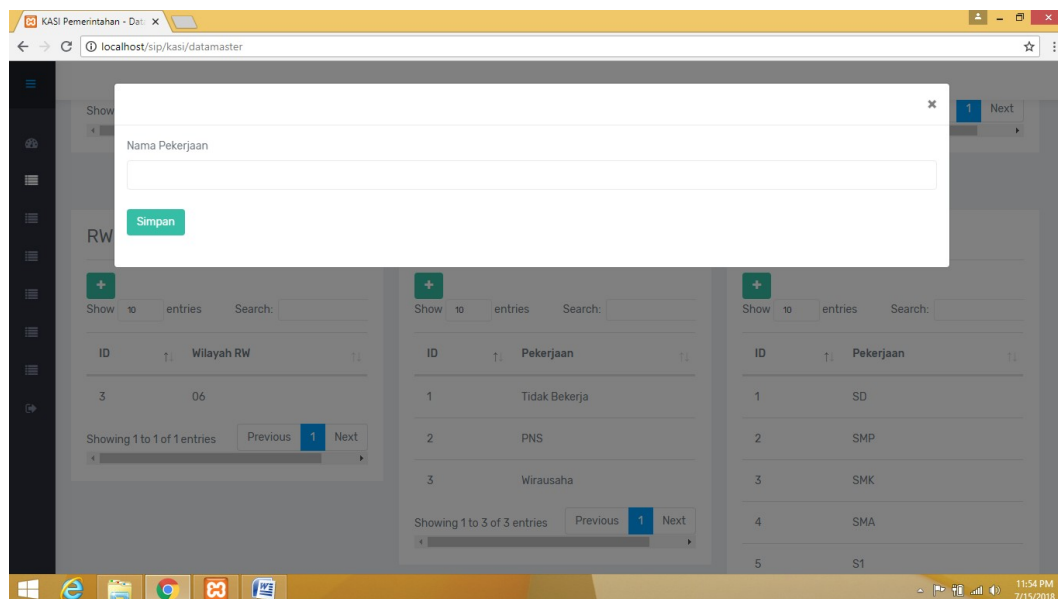 KASI Pemerintahan - Dat
localhost/sip/kasi/datamaster
Show
1 Next
Nama Pekerjaan
Simpan
RW
Show 10 entries Search:
Show 10 entries Search:
Show 10 entries Search:
ID Wilayah RW
ID Pekerjaan
ID Pekerjaan
3 06
1 Tidak Bekerja
1 SD
Showing 1 to 1 of 1 entries Previous 1 Next
2 PNS
2 SMP
3 Wirausaha
3 SMK
Showing 1 to 3 of 3 entries Previous 1 Next
4 SMA
5 S1
11:54 PM
7/15/2018